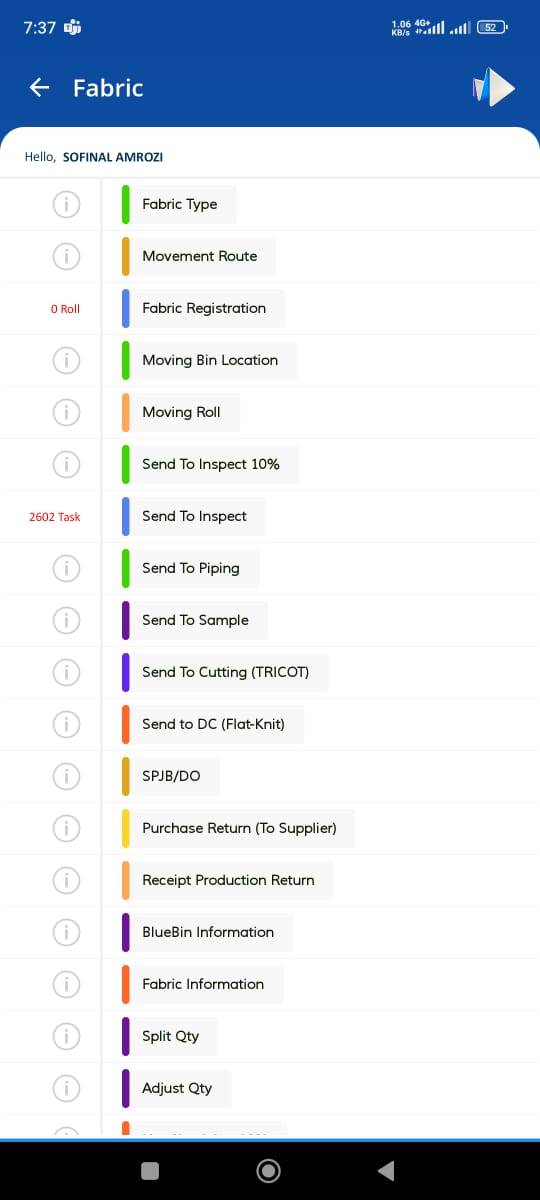 7:37
1.06 KB/s 4G+ 52
Fabric
Hello, SOFINAL AMROZI
Fabric Type
Movement Route
0 Roll Fabric Registration
Moving Bin Location
Moving Roll
Send To Inspect 10%
2602 Task Send To Inspect
Send To Piping
Send To Sample
Send To Cutting (TRICOT)
Send to DC (Flat-Knit)
SPJB/DO
Purchase Return (To Supplier)
Receipt Production Return
BlueBin Information
Fabric Information
Split Qty
Adjust Qty